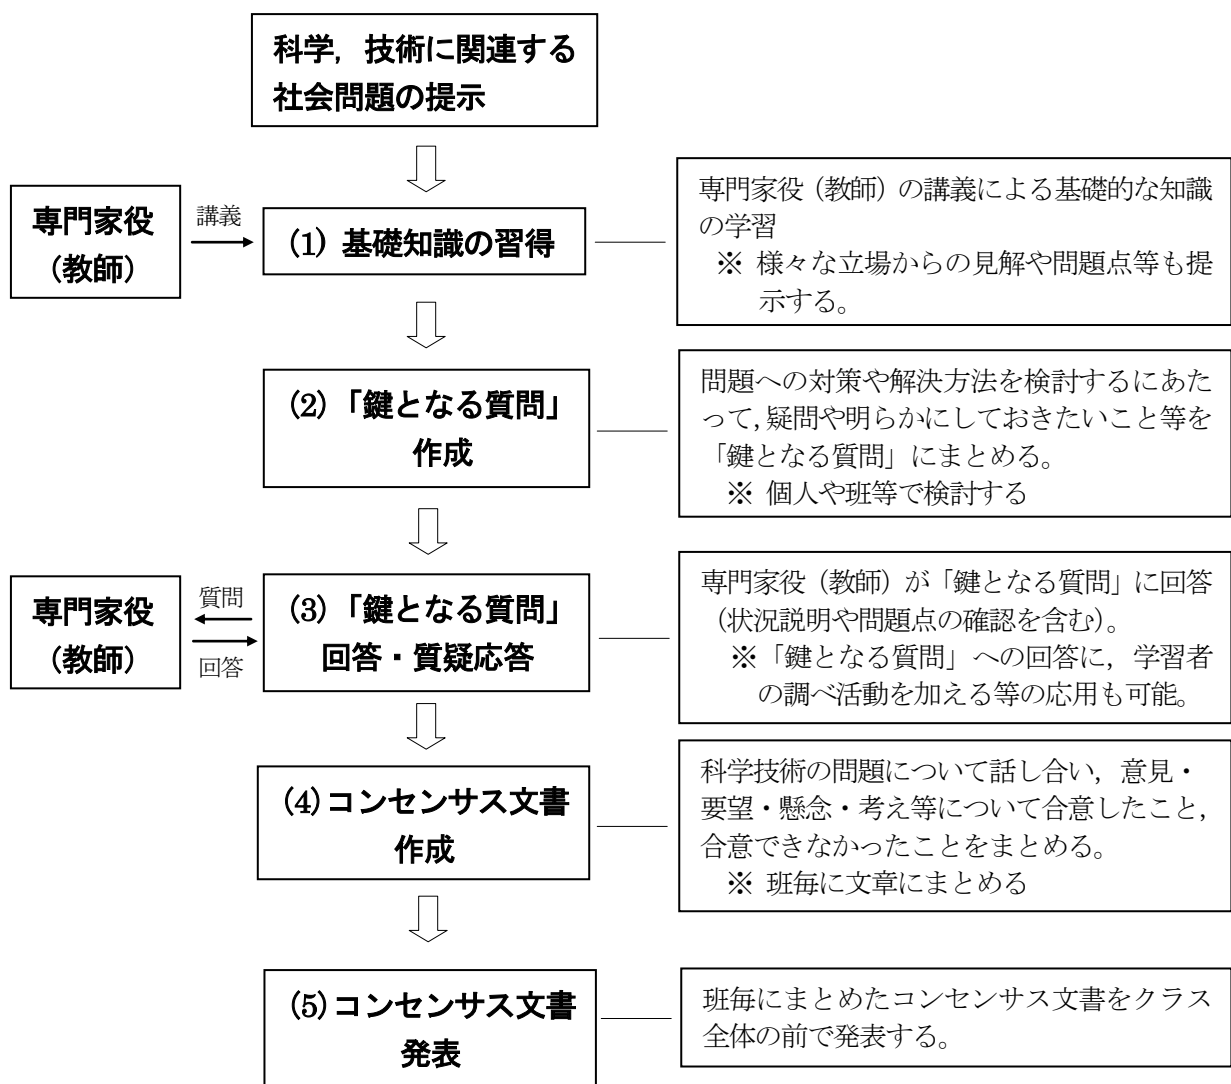 科学，技術に関連する
社会問題の提示
専門家役
（教師）
講義
(1) 基礎知識の習得
専門家役（教師）の講義による基礎的な知識
の学習
※ 様々な立場からの見解や問題点等も提
示する。
(2)「鍵となる質問」
作成
問題への対策や解決方法を検討するにあた
って，疑問や明らかにしておきたいこと等を
「鍵となる質問」にまとめる。
※ 個人や班等で検討する
専門家役
（教師）
質問
回答
(3)「鍵となる質問」
回答・質疑応答
専門家役（教師）が「鍵となる質問」に回答
（状況説明や問題点の確認を含む）。
※「鍵となる質問」への回答に，学習者
の調べ活動を加える等の応用も可能。
(4)コンセンサス文書
作成
科学技術の問題について話し合い，意見・
要望・懸念・考え等について合意したこと，
合意できなかったことをまとめる。
※ 班毎に文章にまとめる
(5)コンセンサス文書
発表
班毎にまとめたコンセンサス文書をクラス
全体の前で発表する。